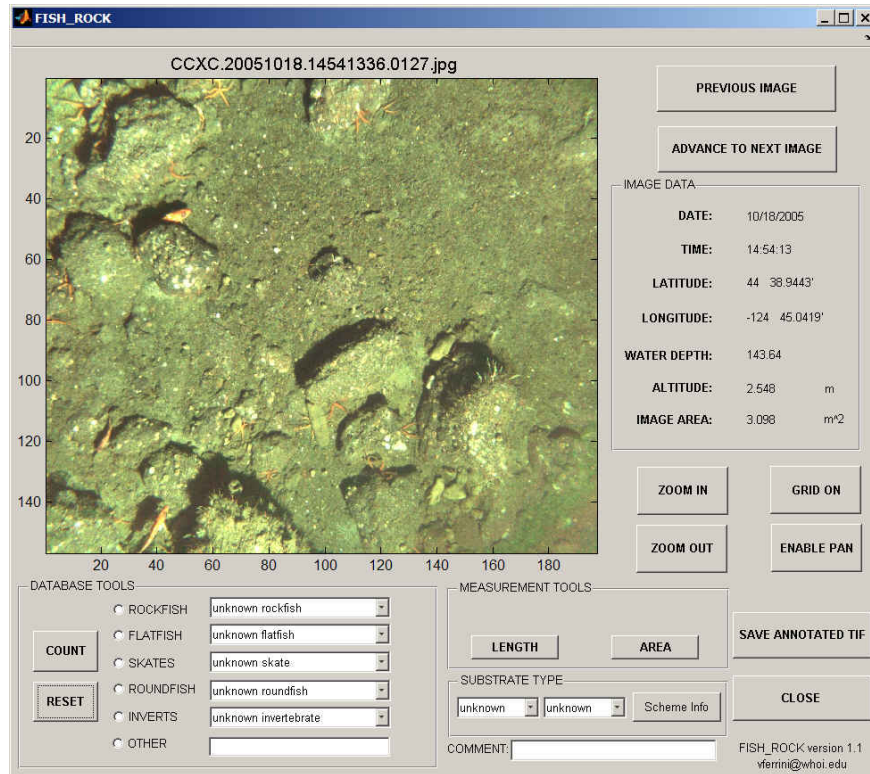 FISH_ROCK
CCXC.20051018.14541336.0127.jpg
20
40
60
80
100
120
140
20 40 60 80 100 120 140 160 180
PREVIOUS IMAGE
ADVANCE TO NEXT IMAGE
IMAGE DATA
DATE: 10/18/2005
TIME: 14:54:13
LATITUDE: 44 38.9443'
LONGITUDE: -124 45.0419'
WATER DEPTH: 143.64
ALTITUDE: 2.548 m
IMAGE AREA: 3.098 m^2
ZOOM IN
GRID ON
ZOOM OUT
ENABLE PAN
DATABASE TOOLS
COUNT
RESET
ROCKFISH unknown rockfish
FLATFISH unknown flatfish
SKATES unknown skate
ROUNDFISH unknown roundfish
INVERTS unknown invertebrate
OTHER
MEASUREMENT TOOLS
LENGTH
AREA
SUBSTRATE TYPE
unknown unknown Scheme Info
COMMENT:
SAVE ANNOTATED TIF
CLOSE
FISH_ROCK version 1.1
vferrini@whoi.edu